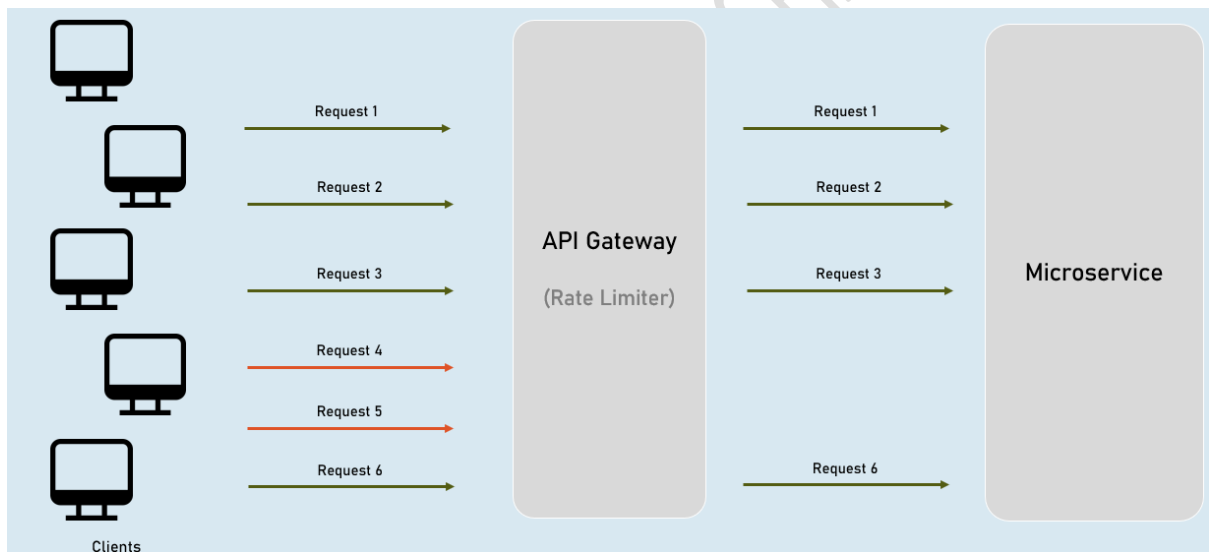 Request 1
Request 1
Request 2
Request 2
API Gateway
Request 3
Request 3
Microservice
(Rate Limiter)
Request 4
Request 5
Request 6
Request 6
Clients